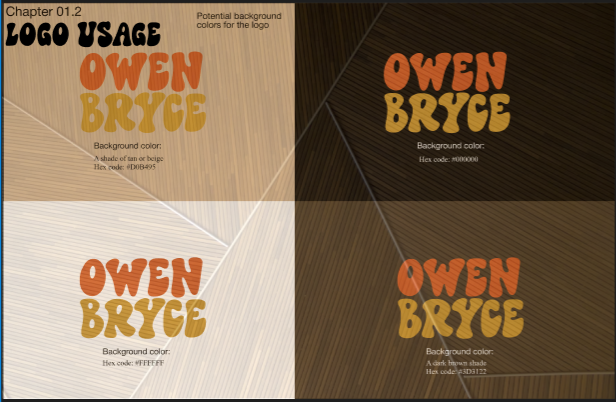 Chapter 01.2
LOGO USAGE
Potential background
colors for the logo
OWEN
BRYCE
Background color:
A shade of tan or beige
Hex code: #D0B495
OWEN
BRYCE
Background color:
Hex code: #000000
OWEN
BRYCE
Background color:
Hex code: #FFFFFF
OWEN
BRYCE
Background color:
A dark brown shade
Hex code: #3D3122